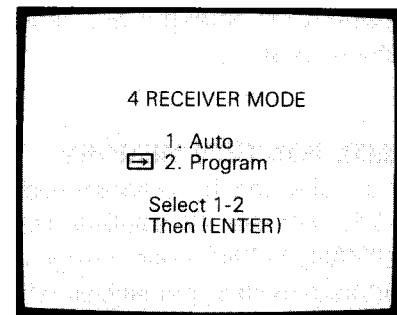 4 RECEIVER MODE
1. Auto
→ 2. Program
Select 1-2
Then (ENTER)